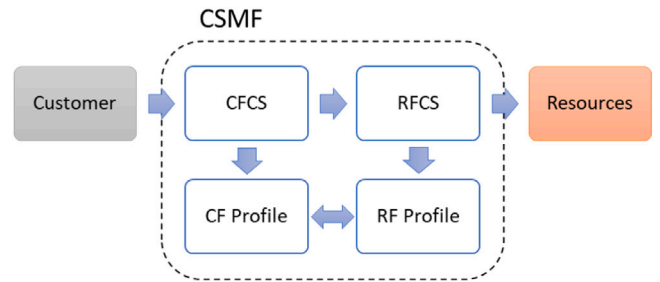 CSMF
Customer
CFCS
RFCS
Resources
CF Profile
RF Profile